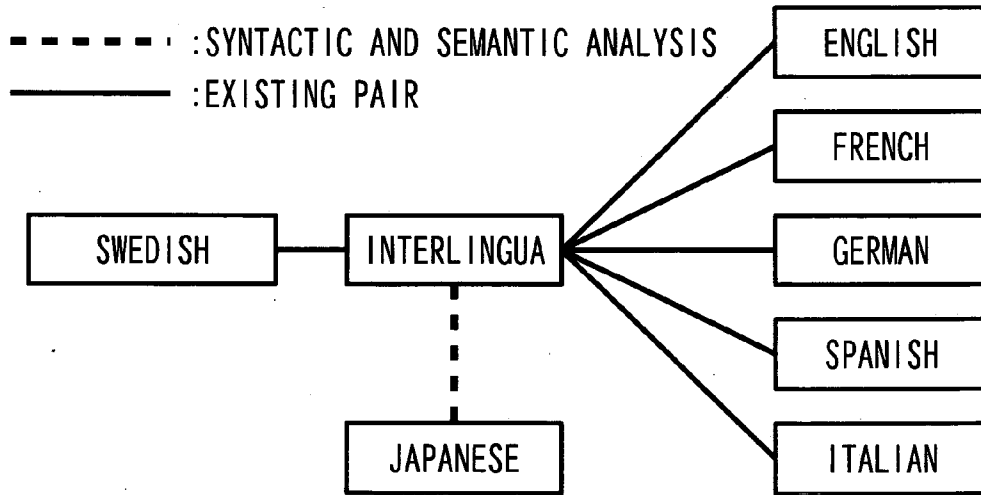 :SYNTACTIC AND SEMANTIC ANALYSIS
:EXISTING PAIR
ENGLISH
FRENCH
SWEDISH
INTERLINGUA
GERMAN
SPANISH
JAPANESE
ITALIAN